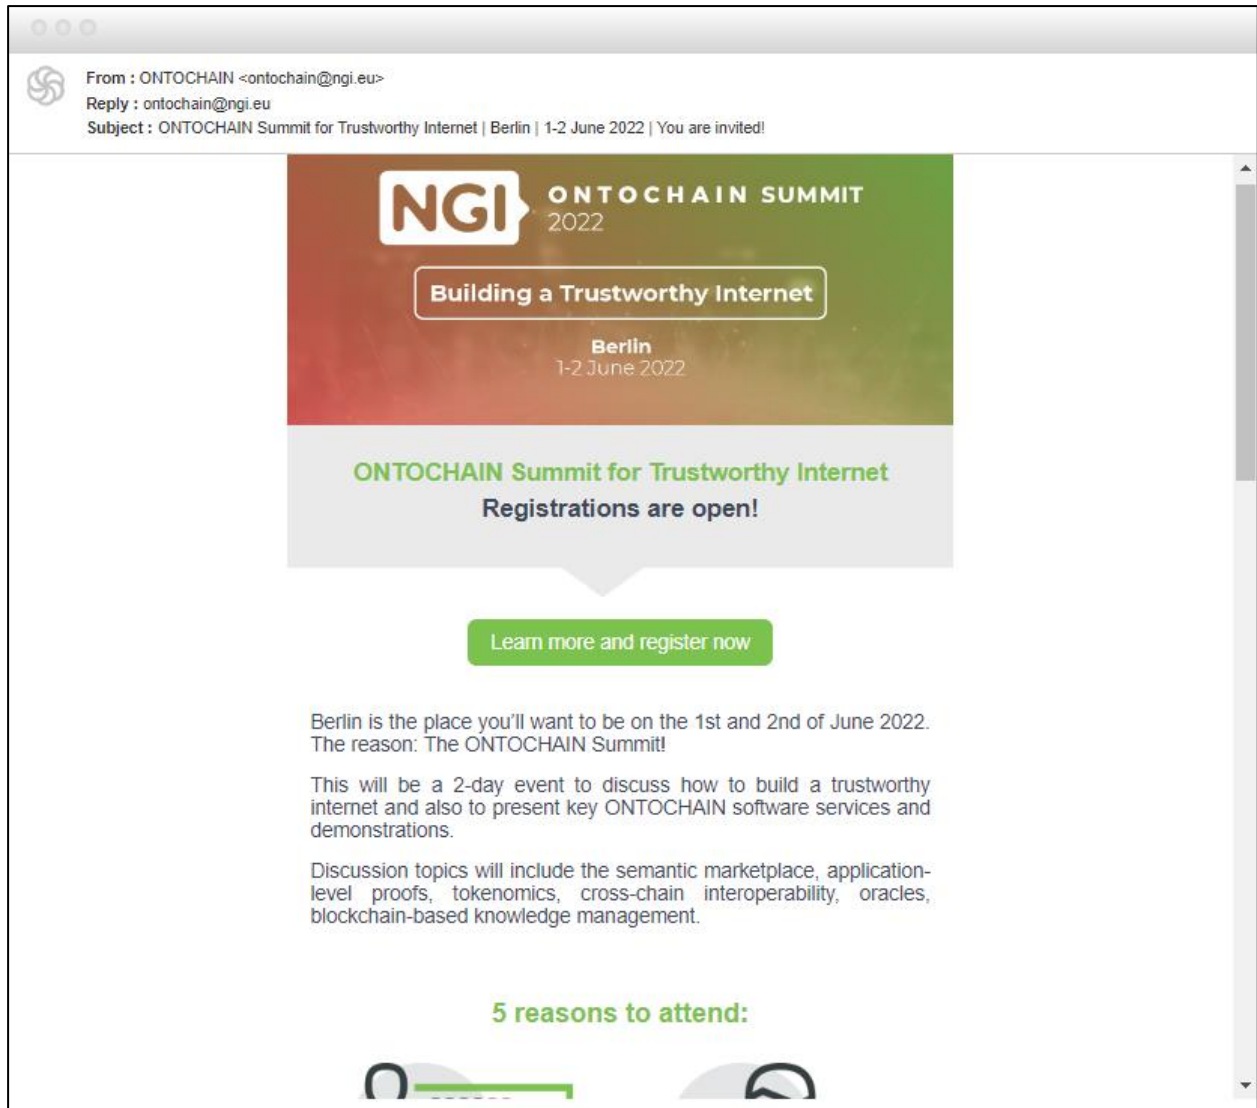 From : ONTOCHAIN <ontochain@ngi.eu>
Reply : ontochain@ngi.eu
Subject : ONTOCHAIN Summit for Trustworthy Internet | Berlin | 1-2 June 2022 | You are invited!
NGI ONTOCHAIN SUMMIT
2022
Building a Trustworthy Internet
Berlin
1-2 June 2022
ONTOCHAIN Summit for Trustworthy Internet
Registrations are open!
Learn more and register now
Berlin is the place you'll want to be on the 1st and 2nd of June 2022.
The reason: The ONTOCHAIN Summit!
This will be a 2-day event to discuss how to build a trustworthy
internet and also to present key ONTOCHAIN software services and
demonstrations.
Discussion topics will include the semantic marketplace, application-
level proofs, tokenomics, cross-chain interoperability, oracles,
blockchain-based knowledge management.
5 reasons to attend: